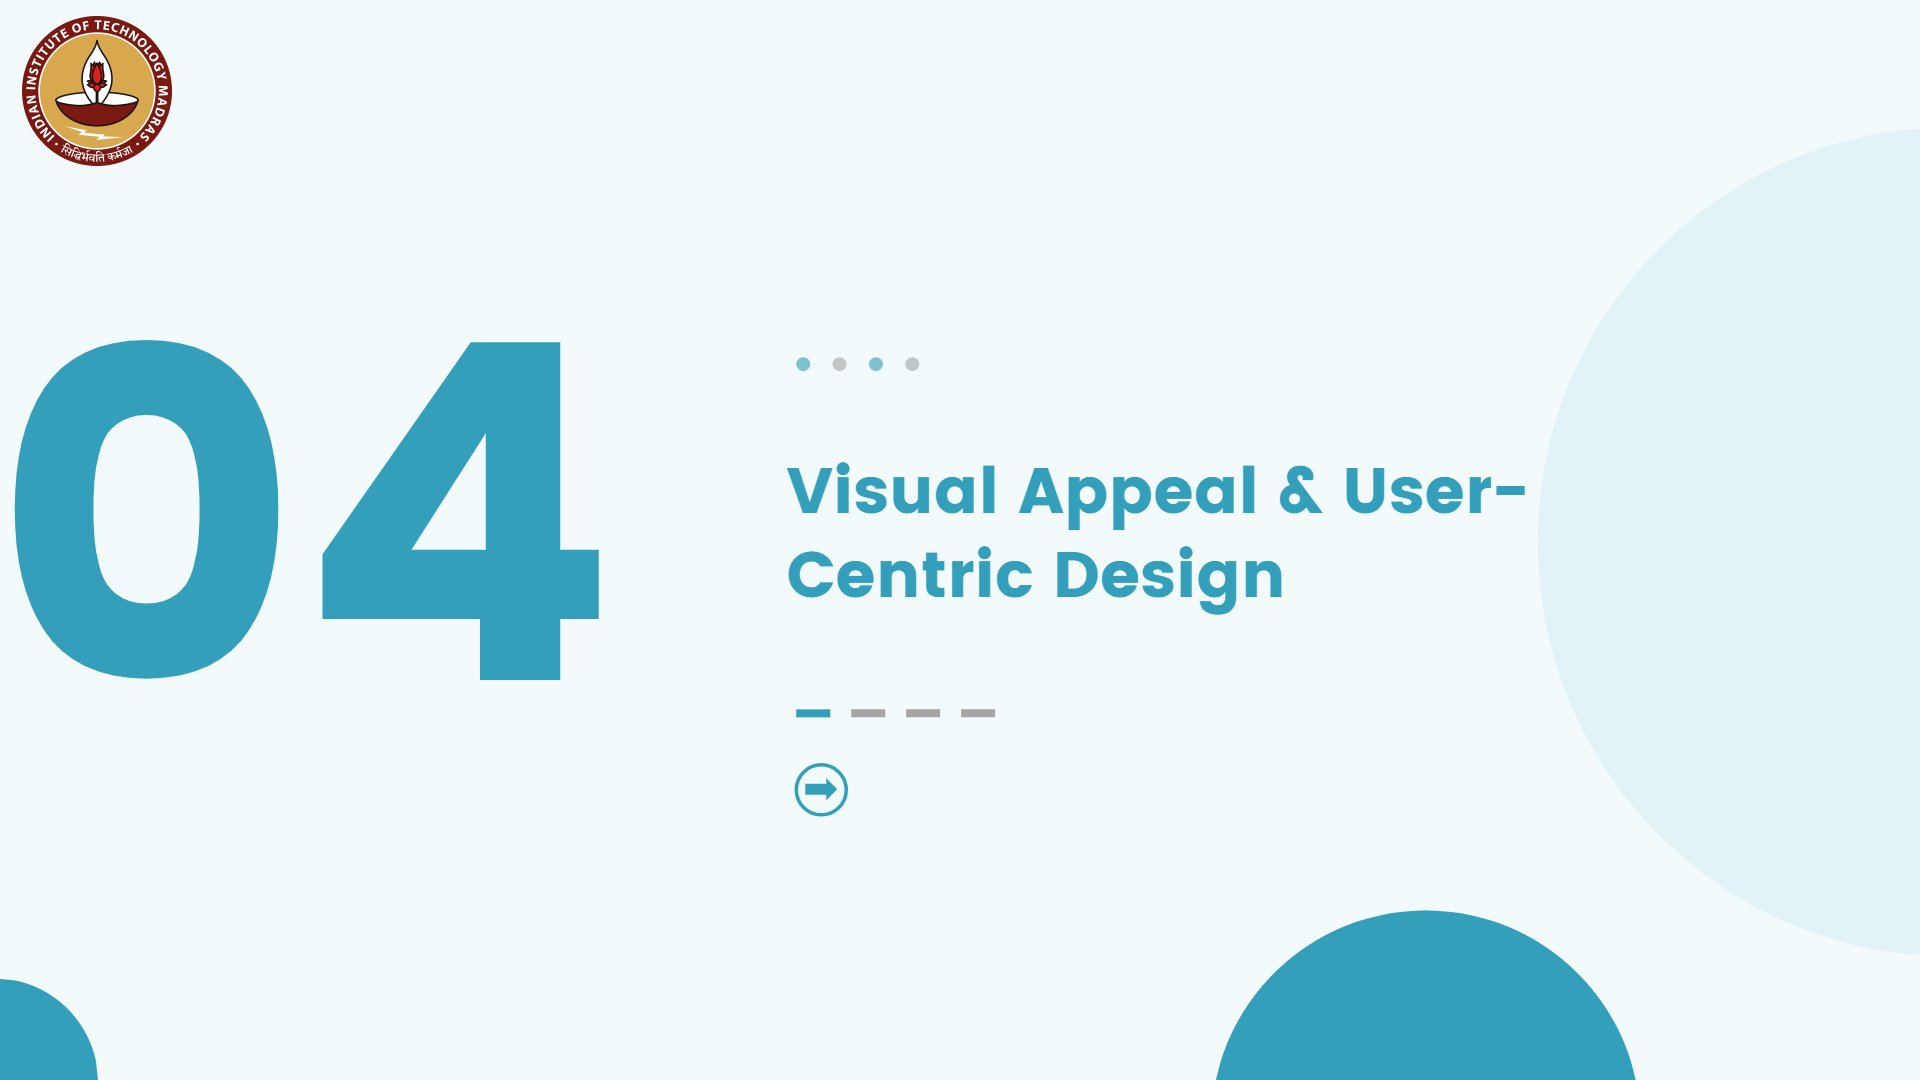 INDIAN INSTITUTE OF TECHNOLOGY MADRAS
सिद्धिर्भवति कर्मजा
04
Visual Appeal & User-
Centric Design